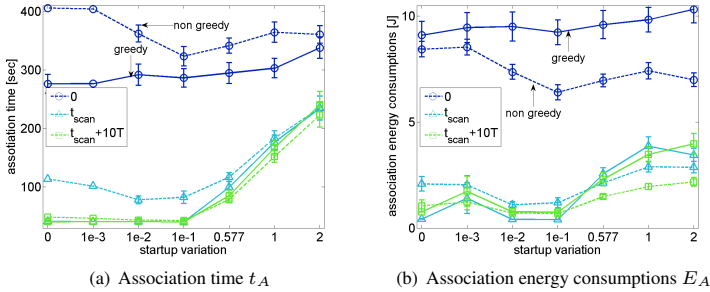 400
300
200
100
assotiation time [sec]
non greedy
greedy
0
t_scan
t_scan+10T
0 1e-3 1e-2 1e-1 0.577 1 2
startup variation
(a) Association time t_A
10
5
0
association energy consumptions [J]
greedy
non greedy
0
t_scan
t_scan+10T
0 1e-3 1e-2 1e-1 0.577 1 2
startup variation
(b) Association energy consumptions E_A